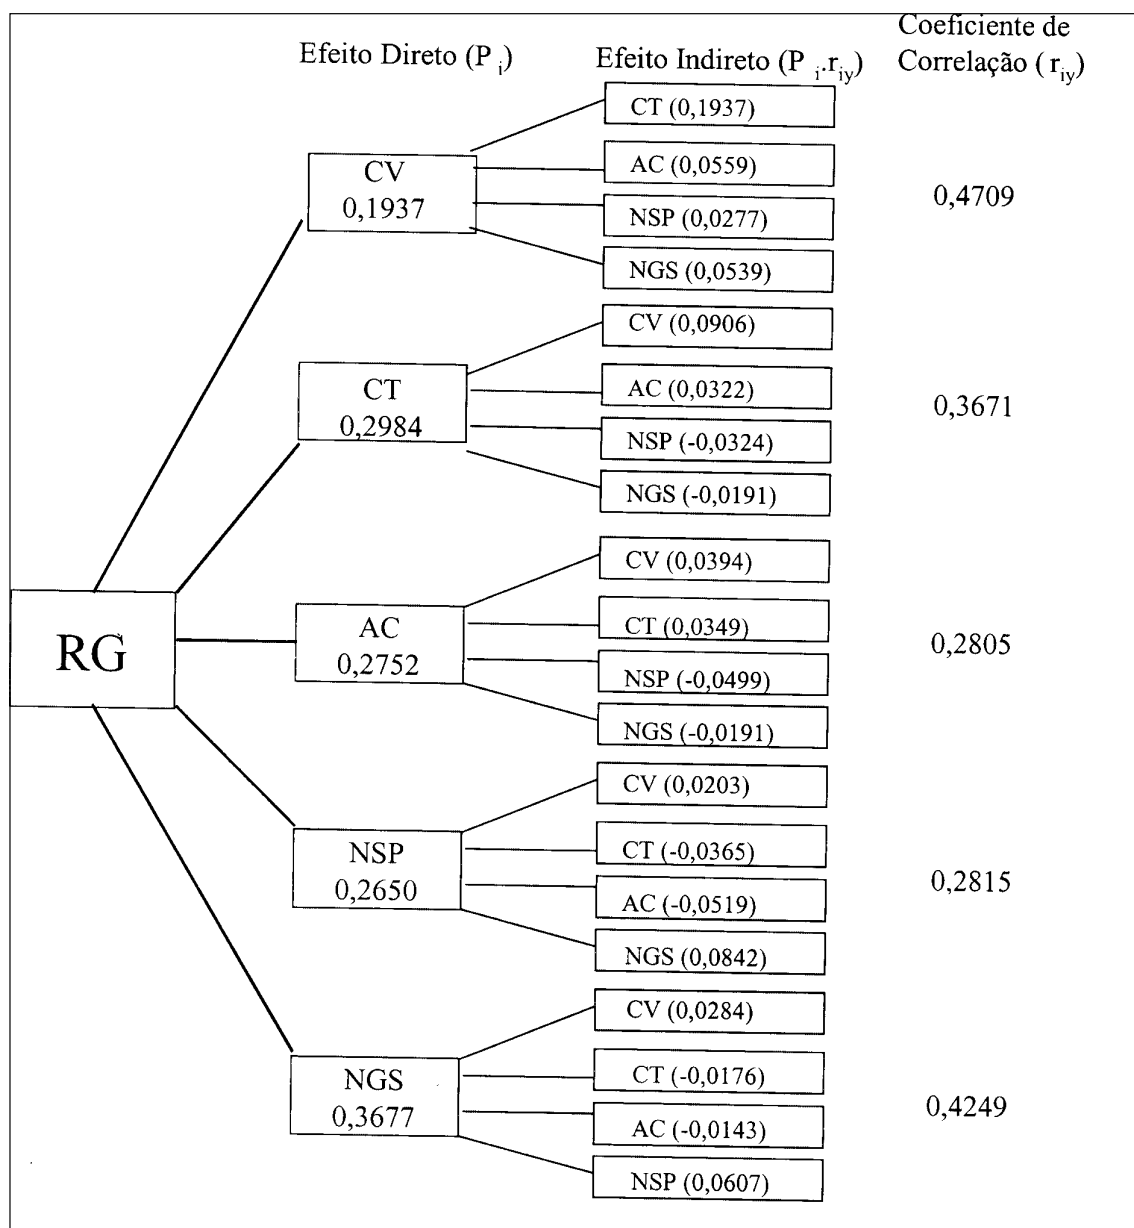 Efeito Direto (P i)
Efeito Indireto (P i.riy)
Coeficiente de
Correlação ( riy)
RG
CV
0,1937
CT (0,1937)
AC (0,0559)
NSP (0,0277)
NGS (0,0539)
0,4709
CT
0,2984
CV (0,0906)
AC (0,0322)
NSP (-0,0324)
NGS (-0,0191)
0,3671
AC
0,2752
CV (0,0394)
CT (0,0349)
NSP (-0,0499)
NGS (-0,0191)
0,2805
NSP
0,2650
CV (0,0203)
CT (-0,0365)
AC (-0,0519)
NGS (0,0842)
0,2815
NGS
0,3677
CV (0,0284)
CT (-0,0176)
AC (-0,0143)
NSP (0,0607)
0,4249